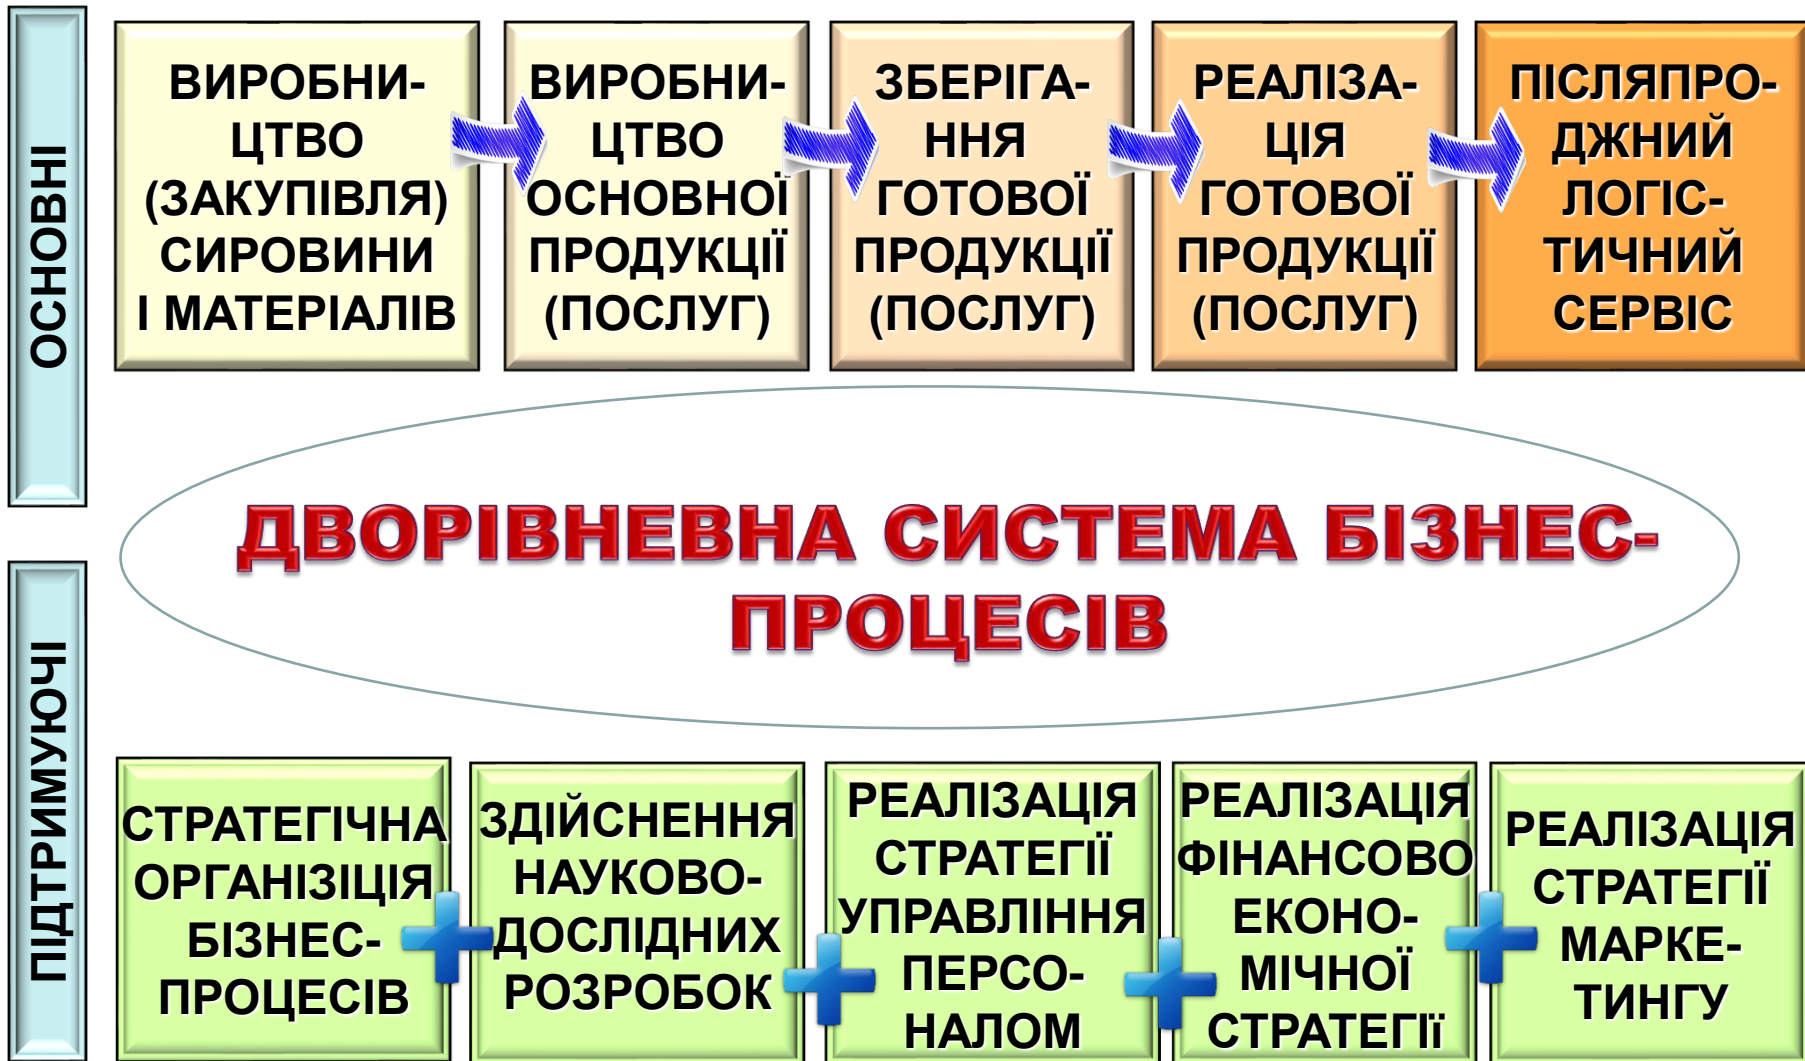 ОСНОВНІ
ВИРОБНИ-
ЦТВО
(ЗАКУПІВЛЯ)
СИРОВИНИ
І МАТЕРІАЛІВ
ВИРОБНИ-
ЦТВО
ОСНОВНОЇ
ПРОДУКЦІЇ
(ПОСЛУГ)
ЗБЕРІГА-
ННЯ
ГОТОВОЇ
ПРОДУКЦІЇ
(ПОСЛУГ)
РЕАЛІЗА-
ЦІЯ
ГОТОВОЇ
ПРОДУКЦІЇ
(ПОСЛУГ)
ПІСЛЯПРО-
ДЖНИЙ
ЛОГІС-
ТИЧНИЙ
СЕРВІС
ДВОРІВНЕВНА СИСТЕМА БІЗНЕС-
ПРОЦЕСІВ
ПІДТРИМУЮЧІ
СТРАТЕГІЧНА
ОРГАНІЗІЦІЯ
БІЗНЕС-
ПРОЦЕСІВ
ЗДІЙСНЕННЯ
НАУКОВО-
ДОСЛІДНИХ
РОЗРОБОК
РЕАЛІЗАЦІЯ
СТРАТЕГІЇ
УПРАВЛІННЯ
ПЕРСО-
НАЛОМ
РЕАЛІЗАЦІЯ
ФІНАНСОВО
ЕКОНО-
МІЧНОЇ
СТРАТЕГІї
РЕАЛІЗАЦІЯ
СТРАТЕГІЇ
МАРКЕ-
ТИНГУ